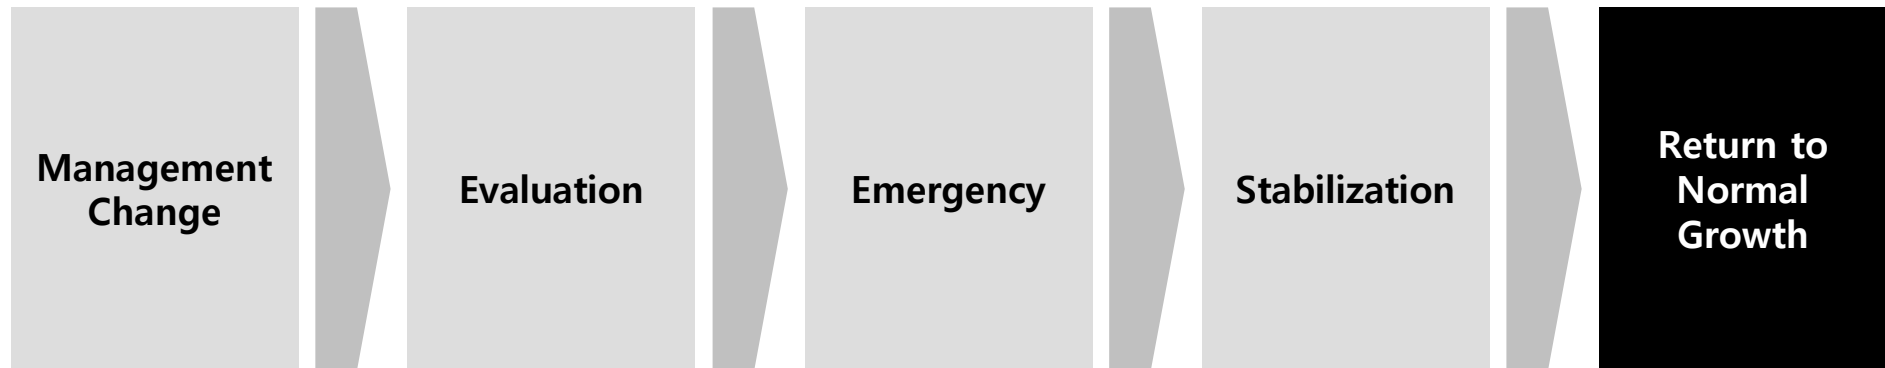 Management
Change
Evaluation
Emergency
Stabilization
Return to
Normal
Growth